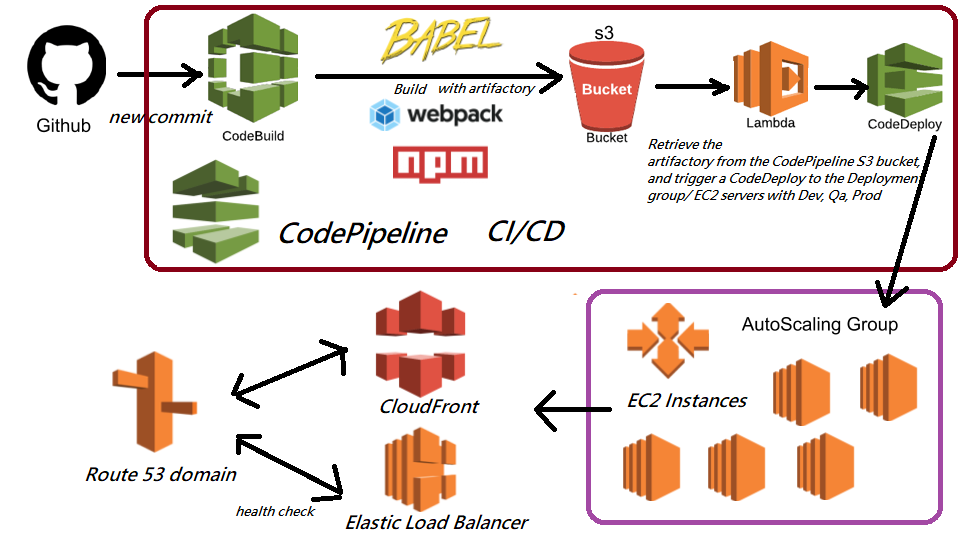 Github
new commit
CodeBuild
BABEL
Build with artifactory
webpack
npm
s3
Bucket
Bucket
Lambda
CodeDeploy
Retrieve the
artifactory from the CodePipeline S3 bucket,
and trigger a CodeDeploy to the Deployment
group/ EC2 servers with Dev, Qa, Prod
CodePipeline CI/CD
AutoScaling Group
EC2 Instances
CloudFront
Route 53 domain
health check
Elastic Load Balancer